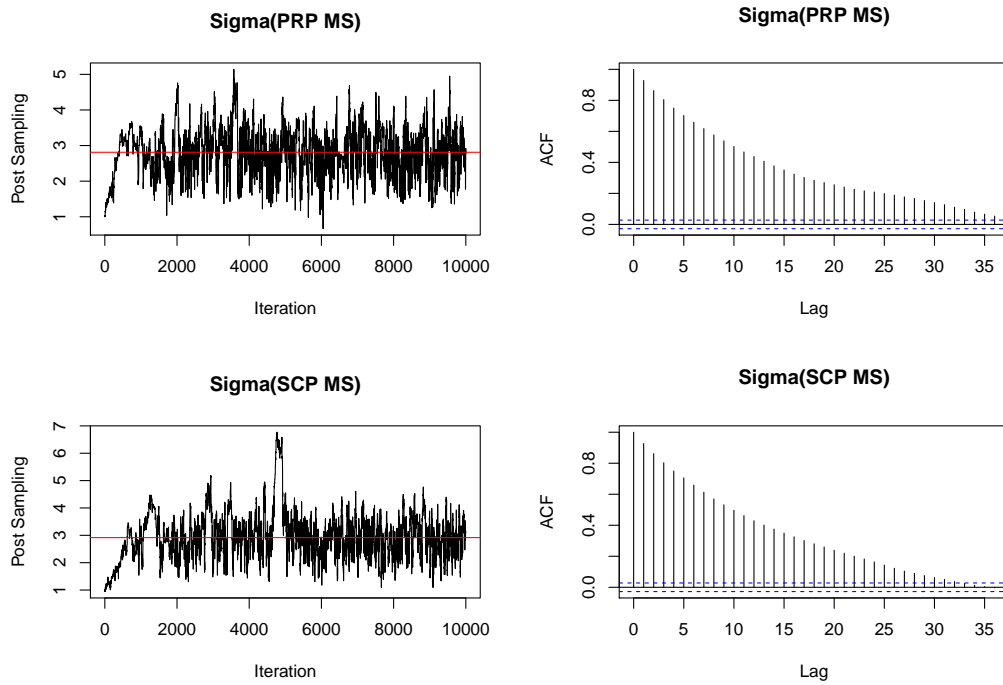 Sigma(PRP MS)
Post Sampling
5
4
3
2
1
0 2000 4000 6000 8000 10000
Iteration
Sigma(PRP MS)
ACF
0.8
0.4
0.0
0 5 10 15 20 25 30 35
Lag
Sigma(SCP MS)
Post Sampling
7
6
5
4
3
2
1
0 2000 4000 6000 8000 10000
Iteration
Sigma(SCP MS)
ACF
0.8
0.4
0.0
0 5 10 15 20 25 30 35
Lag